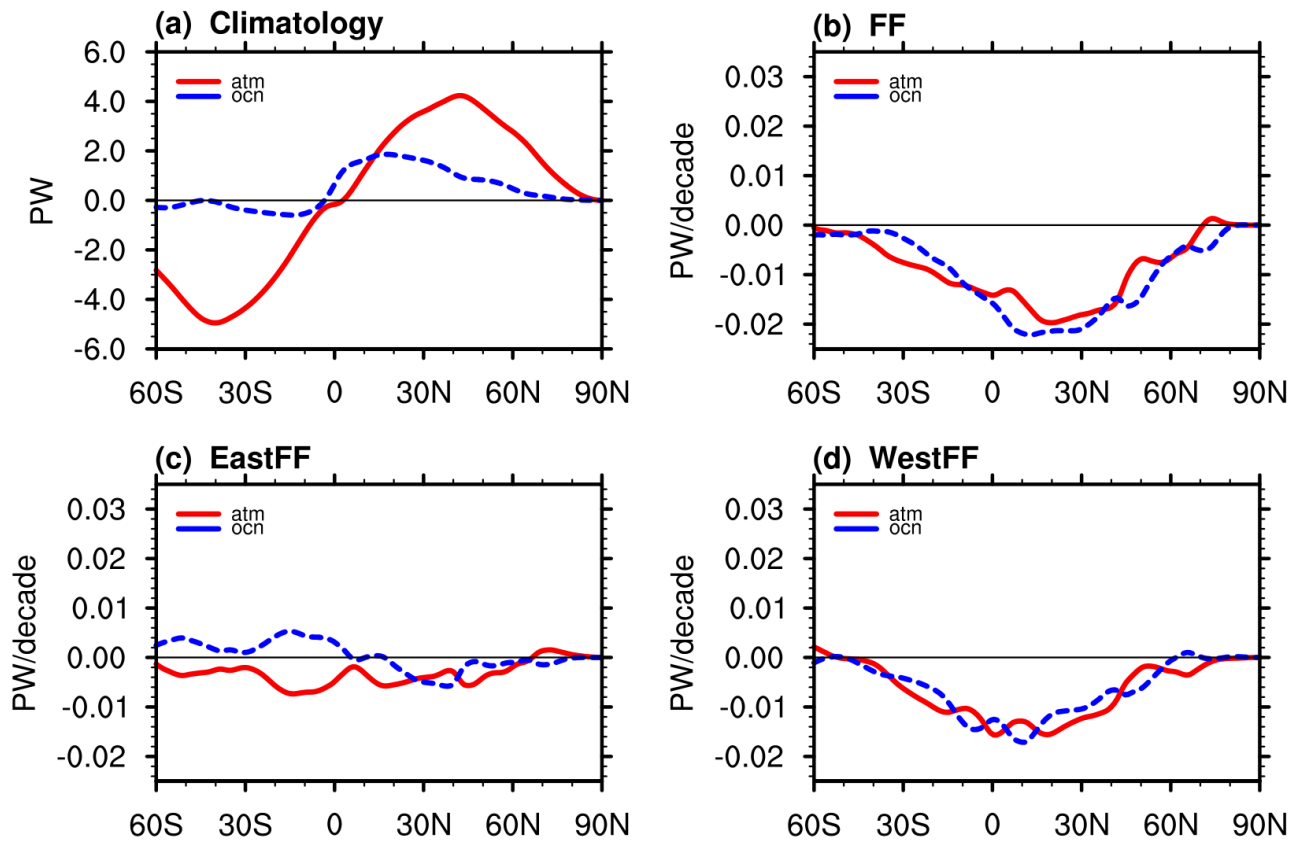 (a) Climatology
6.0
4.0
2.0
0.0
-2.0
-4.0
-6.0
PW
atm
ocn
60S 30S 0 30N 60N 90N
(b) FF
0.03
0.02
0.01
0.00
-0.01
-0.02
PW/decade
atm
ocn
60S 30S 0 30N 60N 90N
(c) EastFF
0.03
0.02
0.01
0.00
-0.01
-0.02
PW/decade
atm
ocn
60S 30S 0 30N 60N 90N
(d) WestFF
0.03
0.02
0.01
0.00
-0.01
-0.02
PW/decade
atm
ocn
60S 30S 0 30N 60N 90N